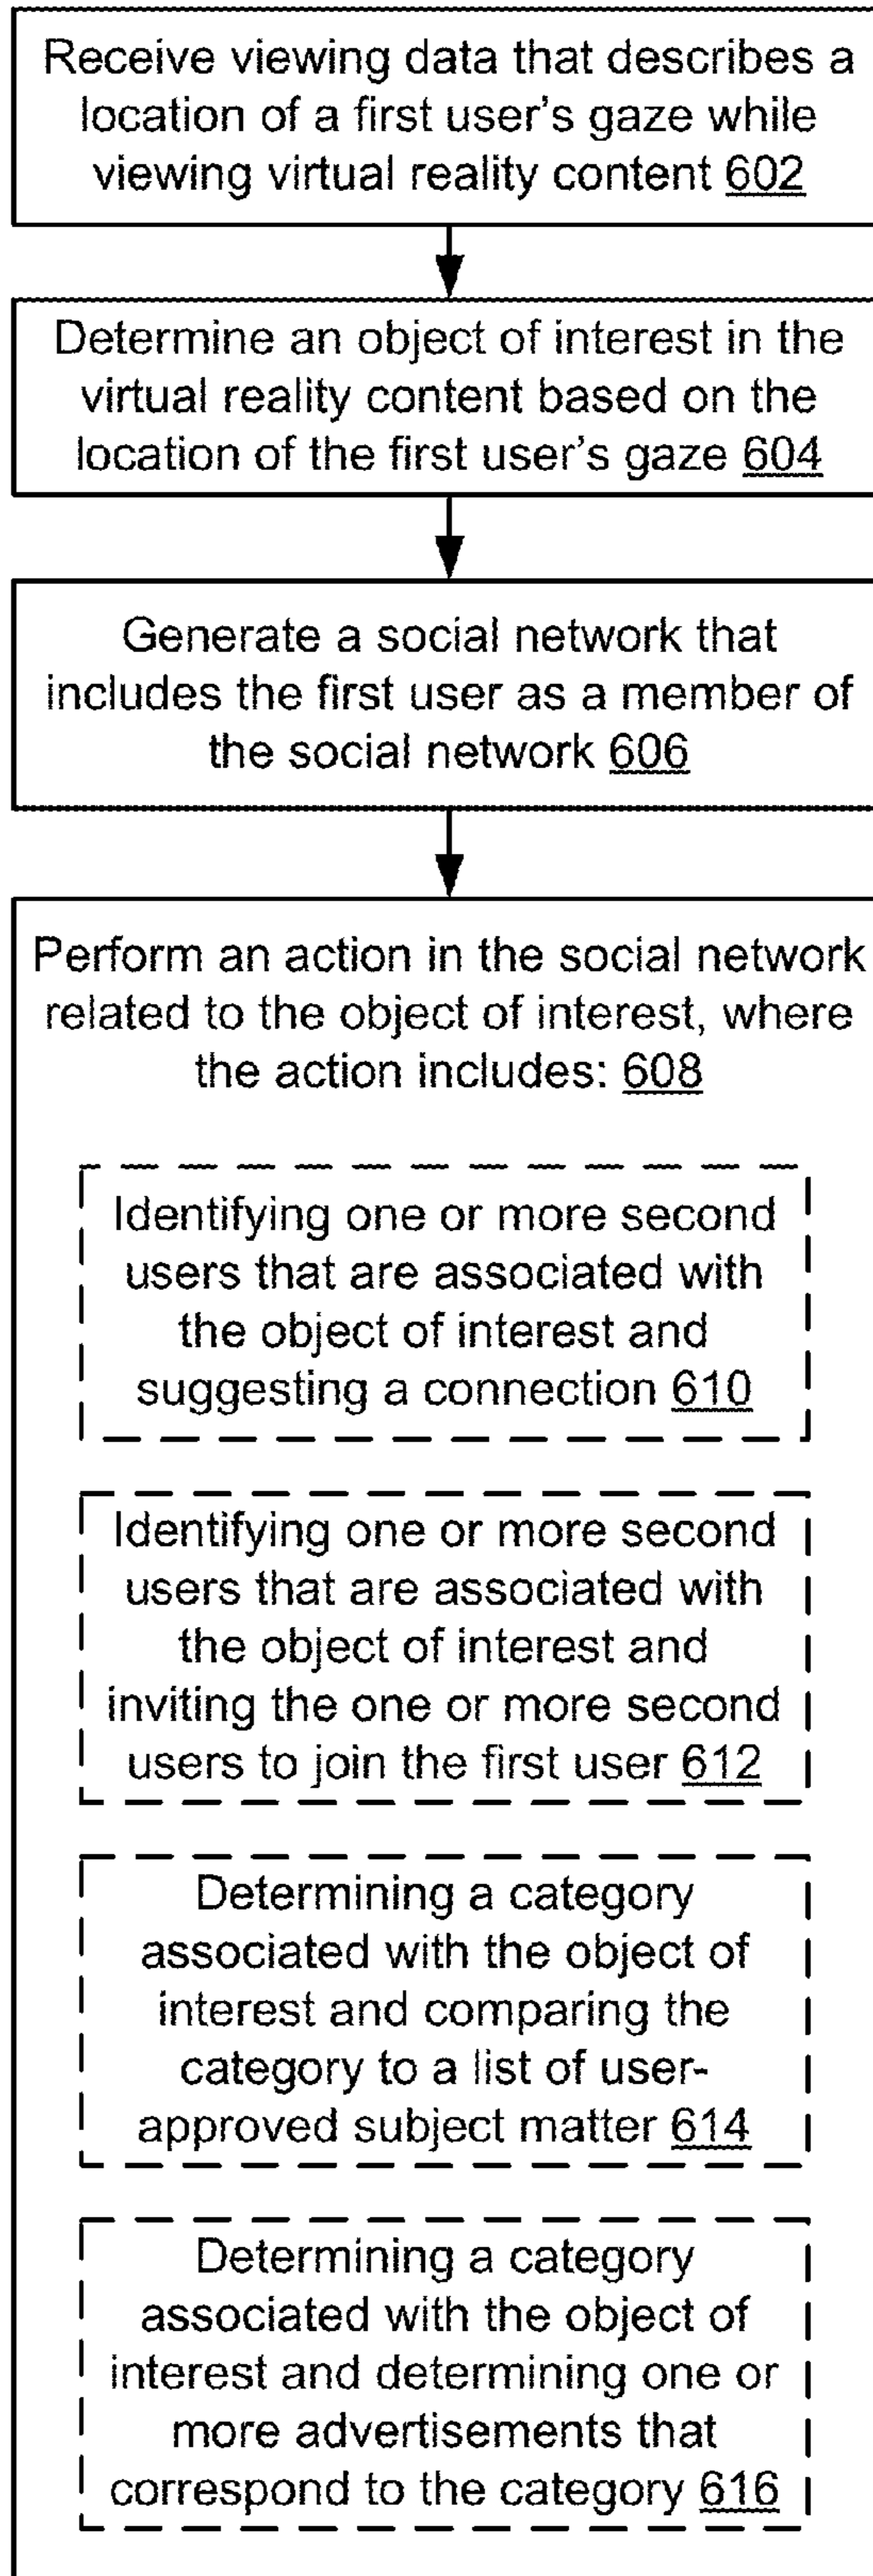 Receive viewing data that describes a
location of a first user's gaze while
viewing virtual reality content 602
Determine an object of interest in the
virtual reality content based on the
location of the first user's gaze 604
Generate a social network that
includes the first user as a member of
the social network 606
Perform an action in the social network
related to the object of interest, where
the action includes: 608
Identifying one or more second
users that are associated with
the object of interest and
suggesting a connection 610
Identifying one or more second
users that are associated with
the object of interest and
inviting the one or more second
users to join the first user 612
Determining a category
associated with the object of
interest and comparing the
category to a list of user-
approved subject matter 614
Determining a category
associated with the object of
interest and determining one or
more advertisements that
correspond to the category 616